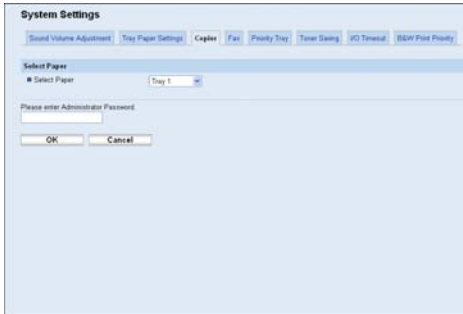 System Settings
Sound Volume Adjustment Tray Paper Settings Copier Fax Priority Tray Toner Saving I/O Timeout B&W Print Priority
Select Paper
Select Paper Tray 1
Please enter Administrator Password.
OK Cancel